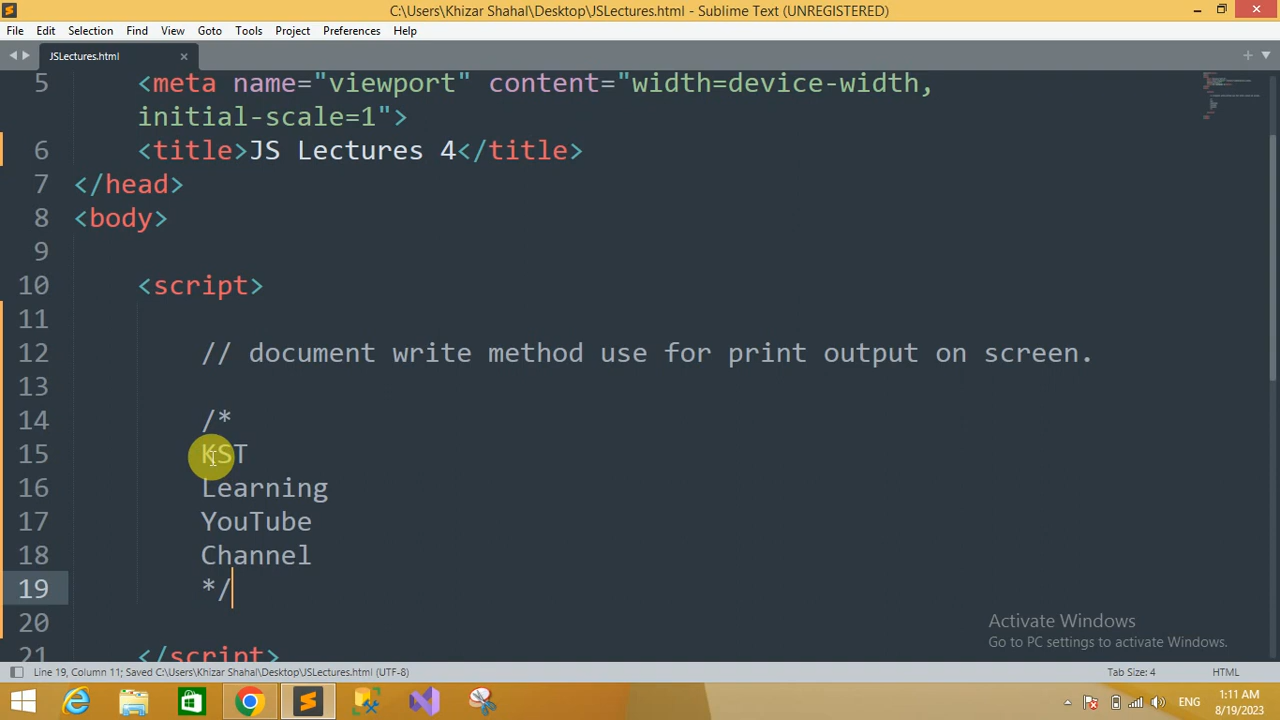 C:\Users\Khizar Shahal\Desktop\JSLectures.html - Sublime Text (UNREGISTERED)
File Edit Selection Find View Goto Tools Project Preferences Help
JSLectures.html
5 <meta name="viewport" content="width=device-width,
initial-scale=1">
6 <title>JS Lectures 4</title>
7 </head>
8 <body>
9
10 <script>
11
12 // document write method use for print output on screen.
13
14 /*
15 KST
16 Learning
17 YouTube
18 Channel
19 */
20
21 </script>
Activate Windows
Go to PC settings to activate Windows.
Line 19, Column 11; Saved C:\Users\Khizar Shahal\Desktop\JSLectures.html (UTF-8) Tab Size: 4 HTML
ENG 1:11 AM
8/19/2023